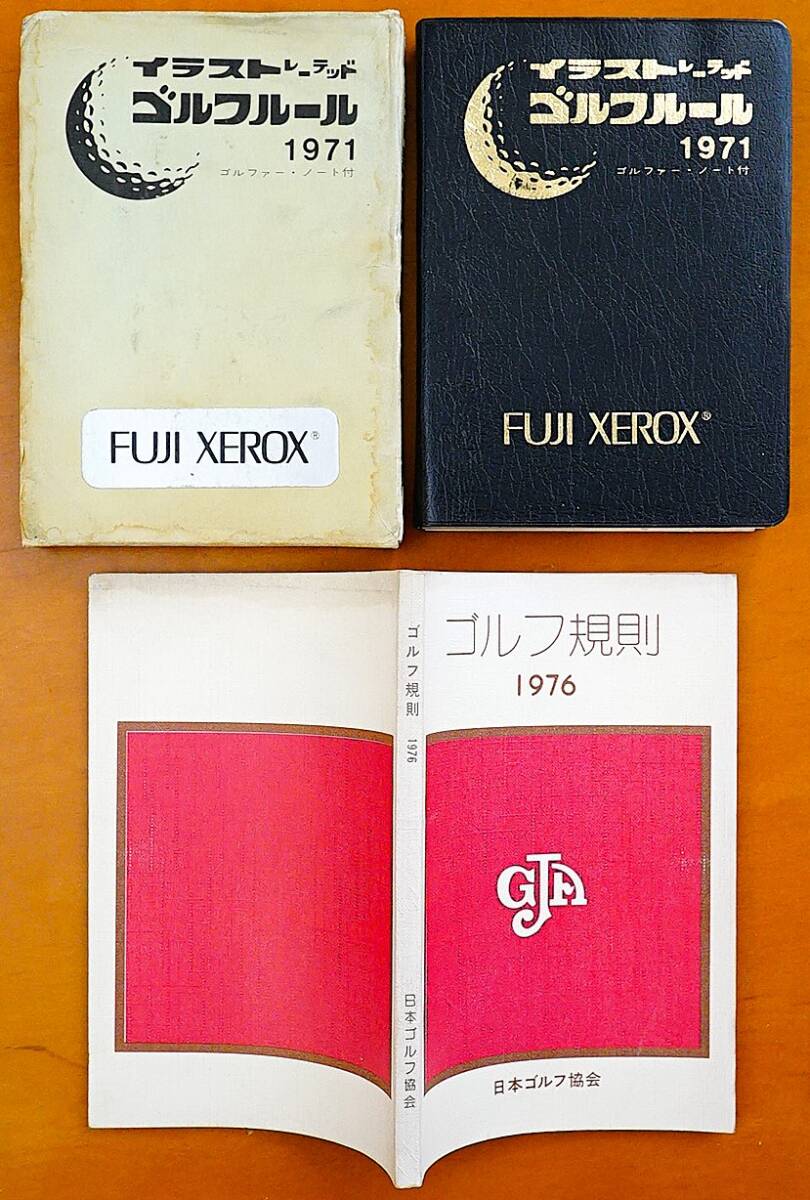 イラストレーテッド
ゴルフルール
1971
ゴルファー・ノート付
FUJI XEROX®
イラストレーテッド
ゴルフルール
1971
ゴルファー・ノート付
FUJI XEROX®
ゴルフ規則 1976
日本ゴルフ協会
ゴルフ規則
1976
JGA
日本ゴルフ協会